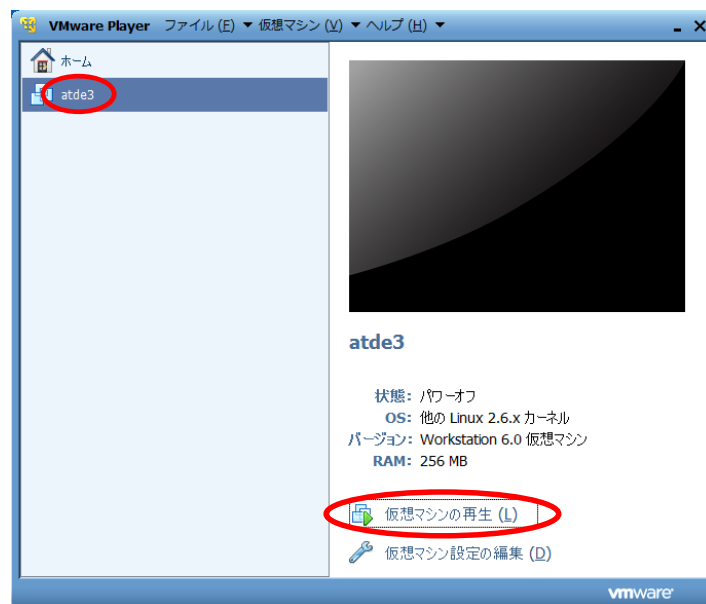 VMware Player ファイル(E) ▼ 仮想マシン(V) ▼ ヘルプ(H) ▼
ホーム
atde3
atde3
状態: パワーオフ
OS: 他の Linux 2.6.x カーネル
バージョン: Workstation 6.0 仮想マシン
RAM: 256 MB
仮想マシンの再生(L)
仮想マシン設定の編集(D)
vmware